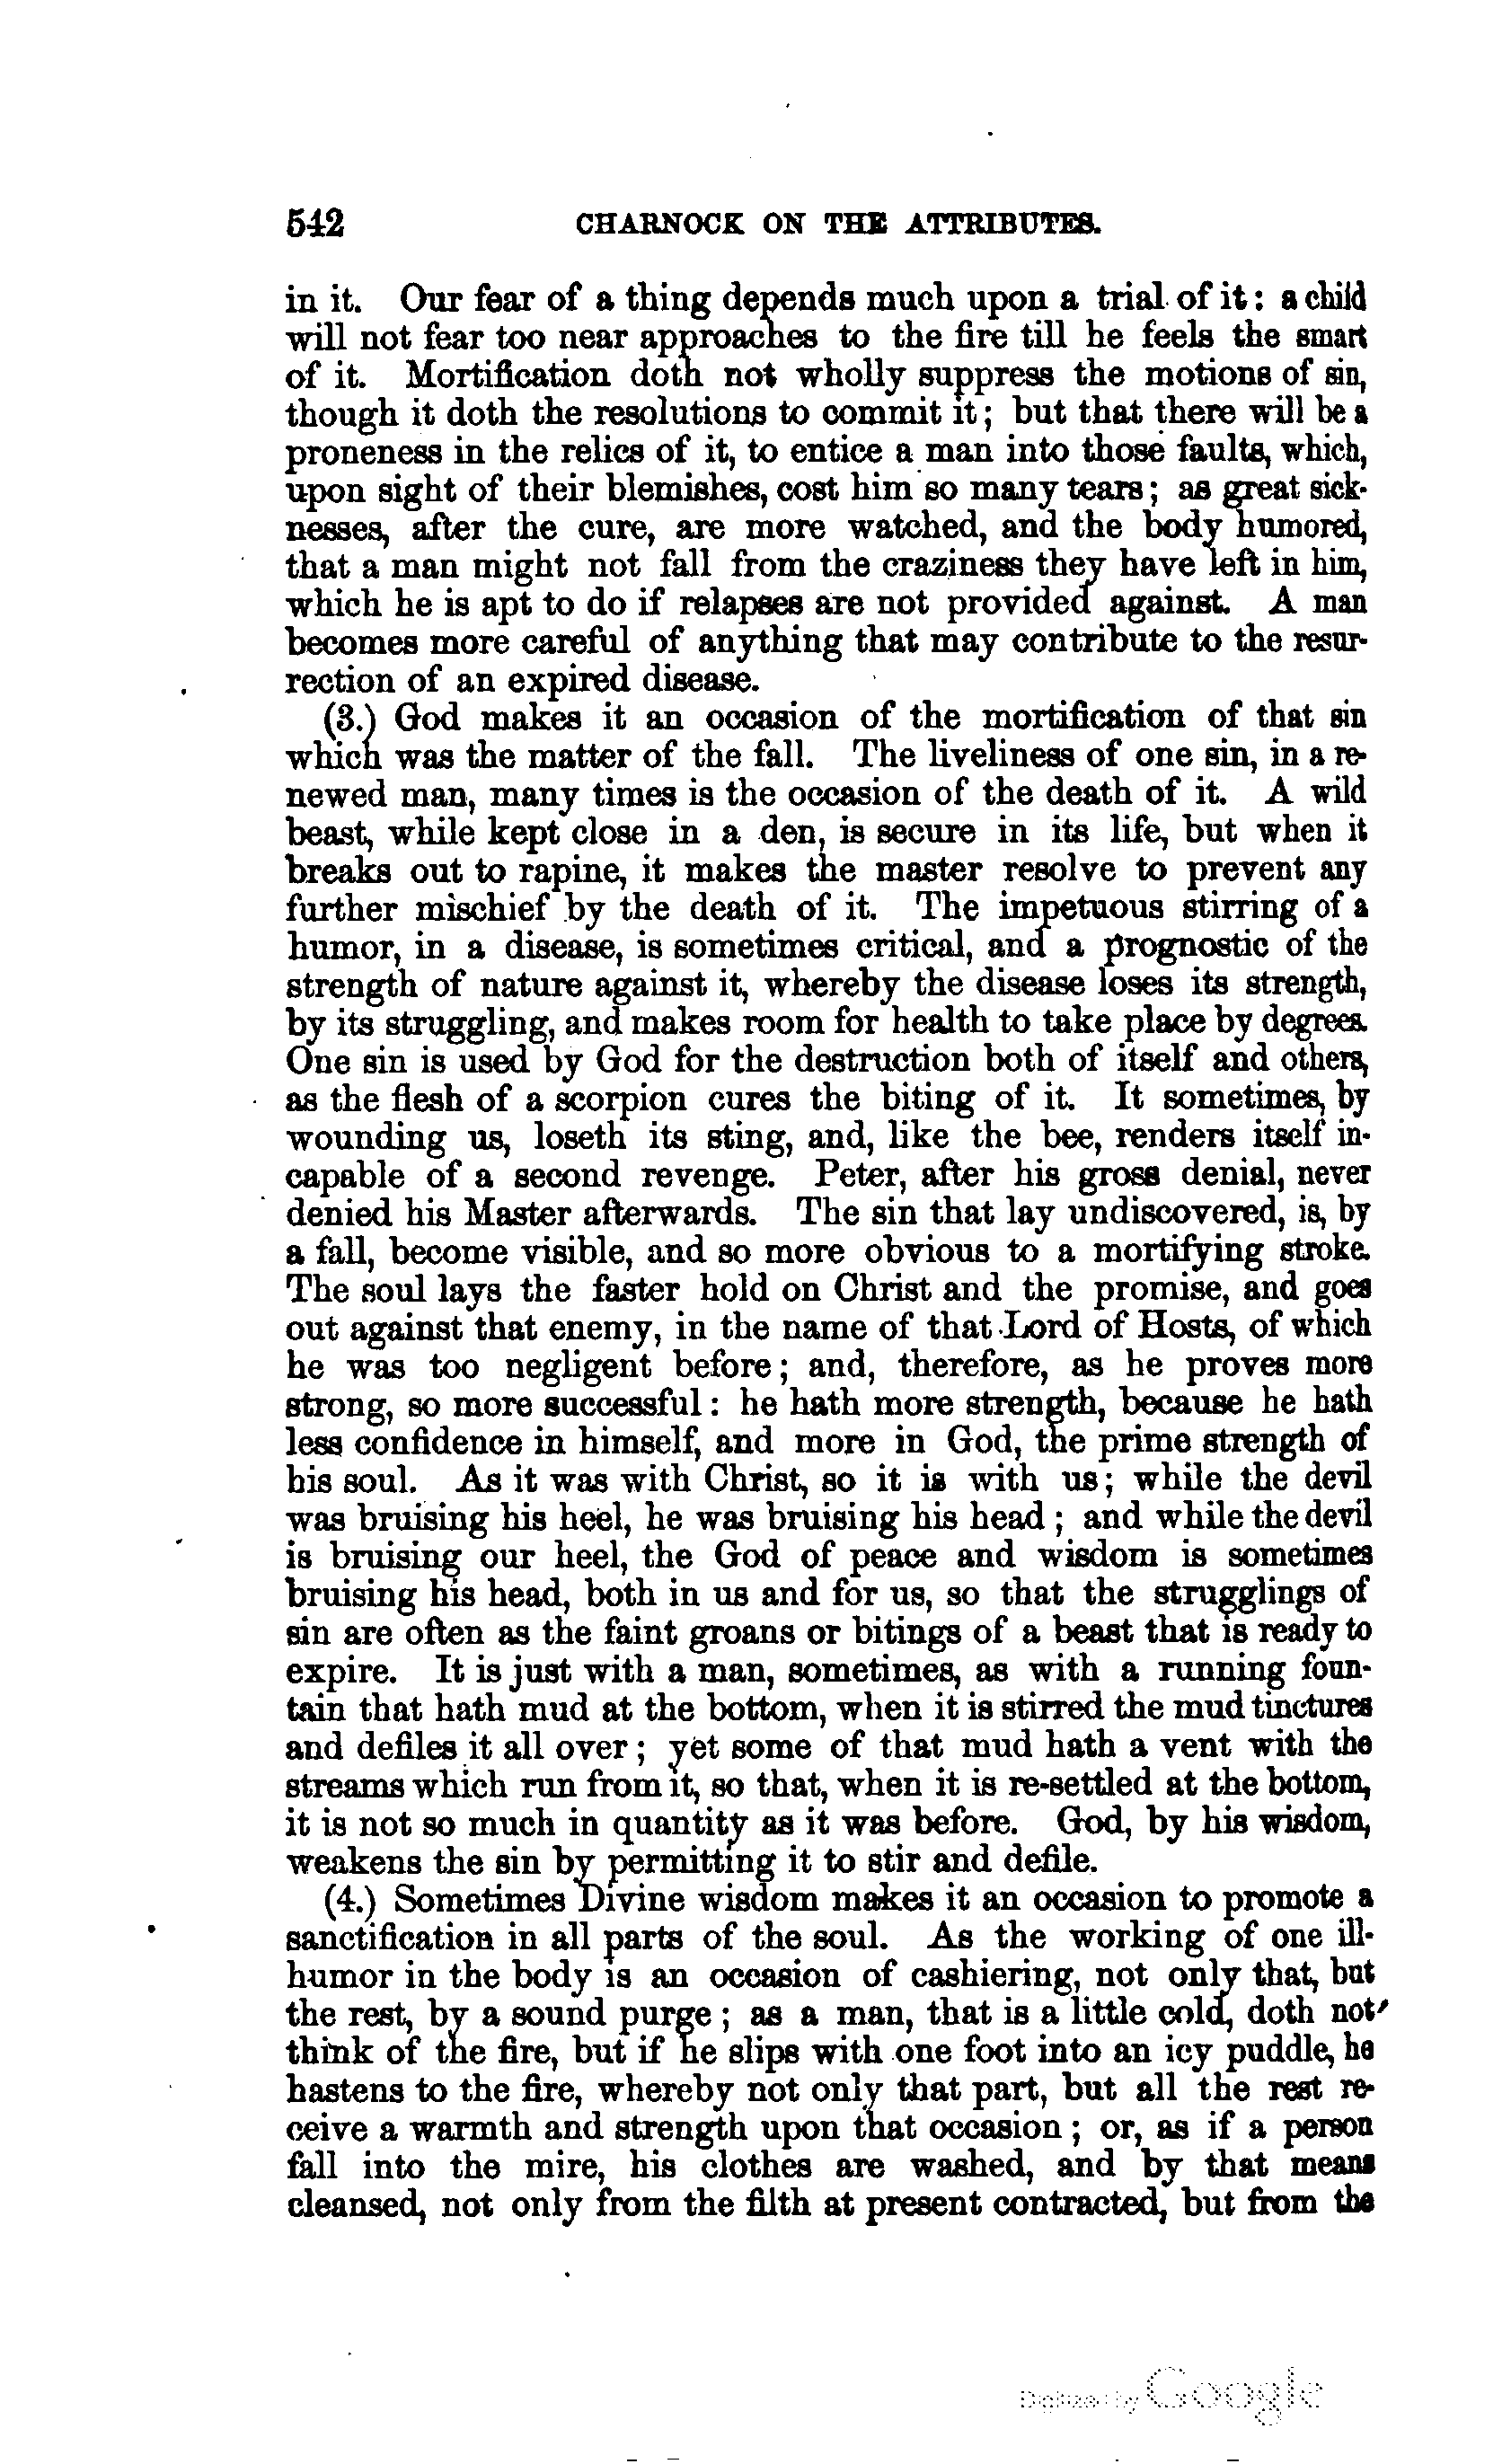 542 CHARNOCK ON THE ATTRIBUTES.
in it. Our fear of a thing depends much upon a trial of it: a child
will not fear too near approaches to the fire till he feels the smart
of it. Mortification doth not wholly suppress the motions of sin,
though it doth the resolutions to commit it; but that there will be a
proneness in the relics of it, to entice a man into those faults, which,
upon sight of their blemishes, cost him so many tears; as great sick-
nesses, after the cure, are more watched, and the body humored,
that a man might not fall from the craziness they have left in him,
which he is apt to do if relapses are not provided against. A man
becomes more careful of anything that may contribute to the resur-
rection of an expired disease.
(3.) God makes it an occasion of the mortification of that sin
which was the matter of the fall. The liveliness of one sin, in a re-
newed man, many times is the occasion of the death of it. A wild
beast, while kept close in a den, is secure in its life, but when it
breaks out to rapine, it makes the master resolve to prevent any
further mischief by the death of it. The impetuous stirring of a
humor, in a disease, is sometimes critical, and a prognostic of the
strength of nature against it, whereby the disease loses its strength,
by its struggling, and makes room for health to take place by degrees.
One sin is used by God for the destruction both of itself and others,
as the flesh of a scorpion cures the biting of it. It sometimes, by
wounding us, loseth its sting, and, like the bee, renders itself in-
capable of a second revenge. Peter, after his gross denial, never
denied his Master afterwards. The sin that lay undiscovered, is, by
a fall, become visible, and so more obvious to a mortifying stroke.
The soul lays the faster hold on Christ and the promise, and goes
out against that enemy, in the name of that Lord of Hosts, of which
he was too negligent before; and, therefore, as he proves more
strong, so more successful: he hath more strength, because he hath
less confidence in himself, and more in God, the prime strength of
his soul. As it was with Christ, so it is with us; while the devil
was bruising his heel, he was bruising his head; and while the devil
is bruising our heel, the God of peace and wisdom is sometimes
bruising his head, both in us and for us, so that the strugglings of
sin are often as the faint groans or bitings of a beast that is ready to
expire. It is just with a man, sometimes, as with a running foun-
tain that hath mud at the bottom, when it is stirred the mud tinctures
and defiles it all over; yet some of that mud hath a vent with the
streams which run from it, so that, when it is re-settled at the bottom,
it is not so much in quantity as it was before. God, by his wisdom,
weakens the sin by permitting it to stir and defile.
(4.) Sometimes Divine wisdom makes it an occasion to promote a
sanctification in all parts of the soul. As the working of one ill-
humor in the body is an occasion of cashiering, not only that, but
the rest, by a sound purge; as a man, that is a little cold, doth not
think of the fire, but if he slips with one foot into an icy puddle, he
hastens to the fire, whereby not only that part, but all the rest re-
ceive a warmth and strength upon that occasion; or, as if a person
fall into the mire, his clothes are washed, and by that means
cleansed, not only from the filth at present contracted, but from the
Digitized by Google